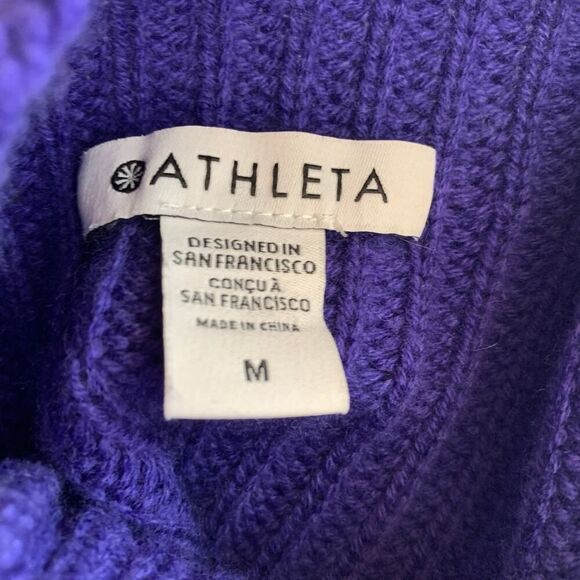 ATHLETA
DESIGNED IN
SAN FRANCISCO
CONÇU À
SAN FRANCISCO
MADE IN CHINA
M